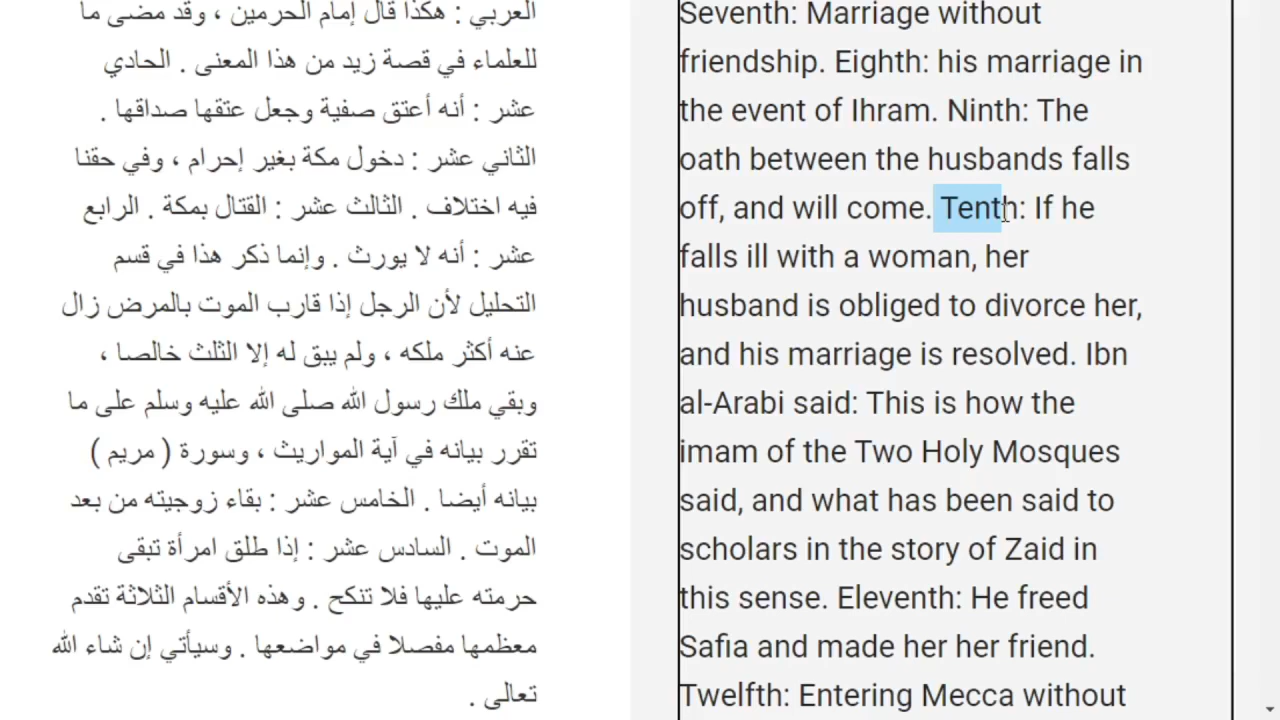 العربي : هكذا قال إمام الحرمين ، وقد مضى ما
للعلماء في قصة زيد من هذا المعنى . الحادي
عشر : أنه أعتق صفية وجعل عتقها صداقها .
الثاني عشر : دخول مكة بغير إحرام ، وفي حقنا
فيه اختلاف . الثالث عشر : القتال بمكة . الرابع
عشر : أنه لا يورث . وإنما ذكر هذا في قسم
التحليل لأن الرجل إذا قارب الموت بالمرض زال
عنه أكثر ملكه ، ولم يبق له إلا الثلث خالصا ،
وبقي ملك رسول الله صلى الله عليه وسلم على ما
تقرر بيانه في آية المواريث ، وسورة ( مريم )
بيانه أيضا . الخامس عشر : بقاء زوجيته من بعد
الموت . السادس عشر : إذا طلق امرأة تبقى
حرمته عليها فلا تنكح . وهذه الأقسام الثلاثة تقدم
معظمها مفصلا في مواضعها . وسيأتي إن شاء الله
تعالى .
Seventh: Marriage without
friendship. Eighth: his marriage in
the event of Ihram. Ninth: The
oath between the husbands falls
off, and will come. Tenth: If he
falls ill with a woman, her
husband is obliged to divorce her,
and his marriage is resolved. Ibn
al-Arabi said: This is how the
imam of the Two Holy Mosques
said, and what has been said to
scholars in the story of Zaid in
this sense. Eleventh: He freed
Safia and made her her friend.
Twelfth: Entering Mecca without